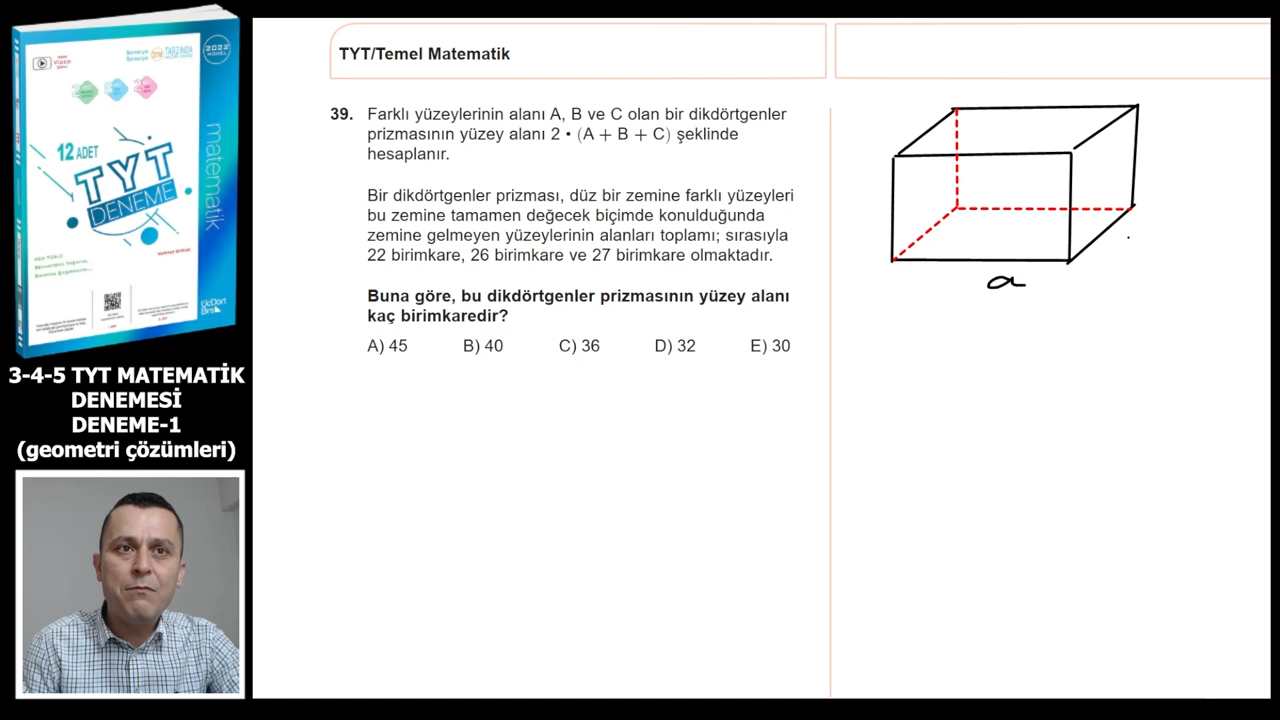 2022
MODEL
12 ADET
TYT
DENEME
matematik
ÜçDört
Beş
3-4-5 TYT MATEMATİK
DENEMESİ
DENEME-1
(geometri çözümleri)
TYT/Temel Matematik
39. Farklı yüzeylerinin alanı A, B ve C olan bir dikdörtgenler
prizmasının yüzey alanı 2 • (A + B + C) şeklinde
hesaplanır.
Bir dikdörtgenler prizması, düz bir zemine farklı yüzeyleri
bu zemine tamamen değecek biçimde konulduğunda
zemine gelmeyen yüzeylerinin alanları toplamı; sırasıyla
22 birimkare, 26 birimkare ve 27 birimkare olmaktadır.
Buna göre, bu dikdörtgenler prizmasının yüzey alanı
kaç birimkaredir?
A) 45 B) 40 C) 36 D) 32 E) 30
a